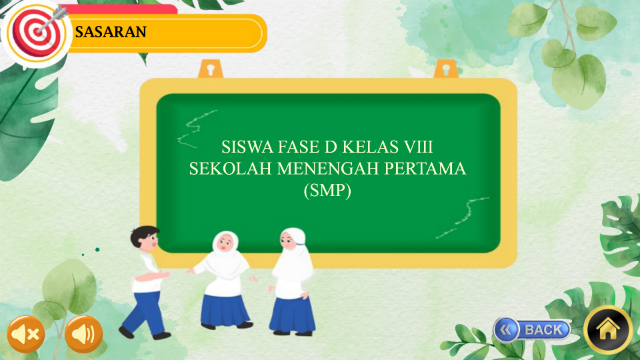 SASARAN
SISWA FASE D KELAS VIII
SEKOLAH MENENGAH PERTAMA
(SMP)
BACK